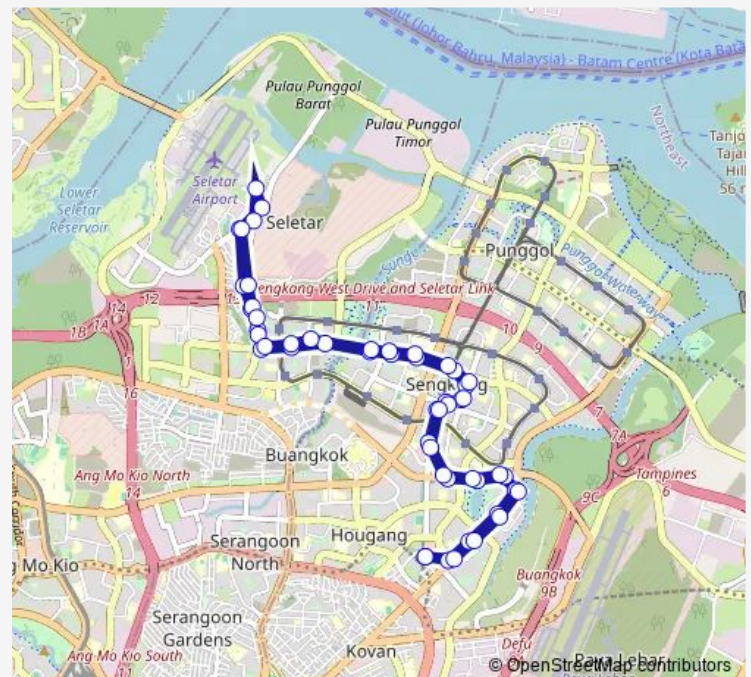 aut (Johor Bahru, Malaysia) - Batam Centre (Kota Bata
Pulau Punggol
Barat
Pulau Punggol
Timor
Northeast
Tanjo
Taja
Hill
56 r
Seletar
Airport
Lower
Seletar
Reservoir
Seletar
Punggol
Punggol Waterway
Sungei
Sengkang West Drive and Seletar Link
14
12
11
1B
1A
10
9
1
16
Sengkang
7
7A
Buangkok
Ang Mo Kio North
14
Tampines
6
9C
Hougang
Serangoon
North
Mo Kio
Buangkok
9B
Serangoon
Gardens
Ang Mo Kio South
11
Kovan
Defu
Paya Lebar
© OpenStreetMap contributors